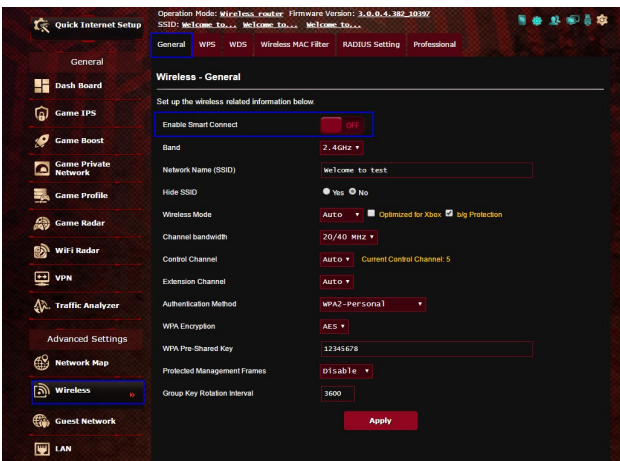 Quick Internet Setup
General
Dash Board
Game IPS
Game Boost
Game Private
Network
Game Profile
Game Radar
WiFi Radar
VPN
Traffic Analyzer
Advanced Settings
Network Map
Wireless
Guest Network
LAN
Operation Mode: Wireless router Firmware Version: 3.0.0.4.382_10397
SSID: Welcome to... Welcome to... Welcome to...
General WPS WDS Wireless MAC Filter RADIUS Setting Professional
Wireless - General
Set up the wireless related information below.
Enable Smart Connect OFF
Band 2.4GHz
Network Name (SSID) Welcome to test
Hide SSID Yes No
Wireless Mode Auto Optimized for Xbox b/g Protection
Channel bandwidth 20/40 MHz
Control Channel Auto Current Control Channel: 5
Extension Channel Auto
Authentication Method WPA2-Personal
WPA Encryption AES
WPA Pre-Shared Key 12345678
Protected Management Frames Disable
Group Key Rotation Interval 3600
Apply